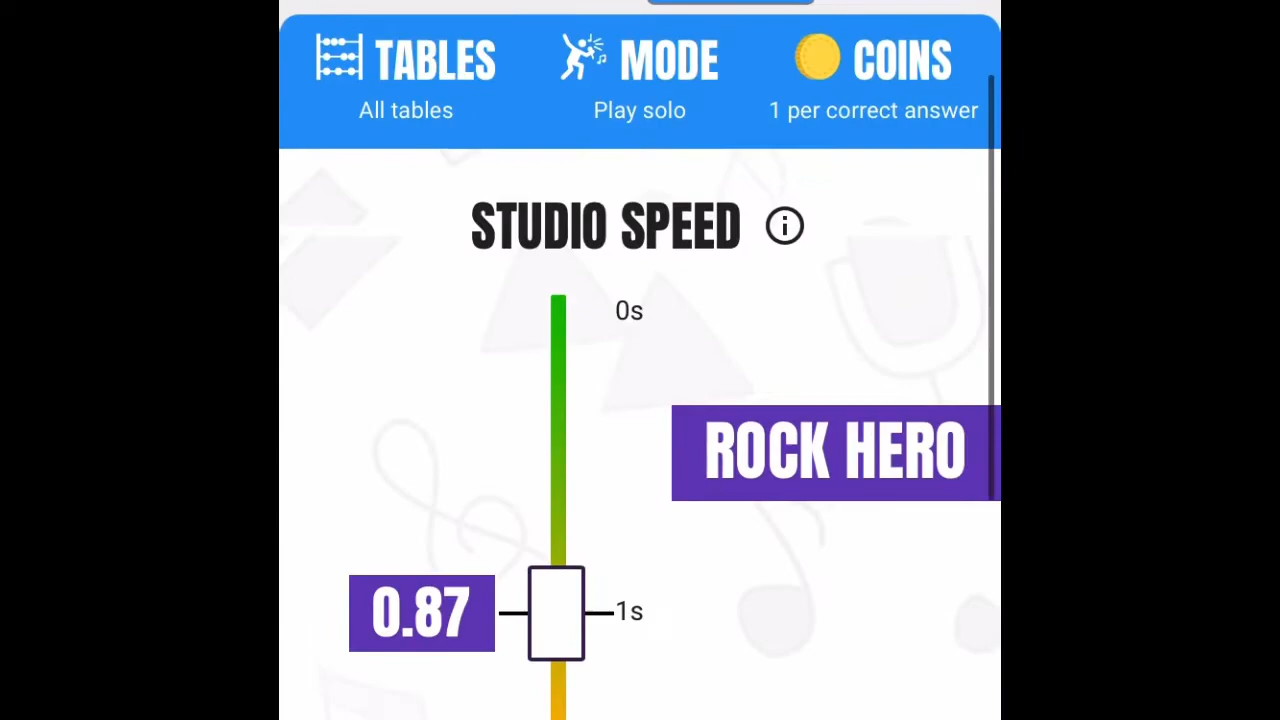 TABLES
All tables
MODE
Play solo
COINS
1 per correct answer
STUDIO SPEED
0s
ROCK HERO
0.87
1s